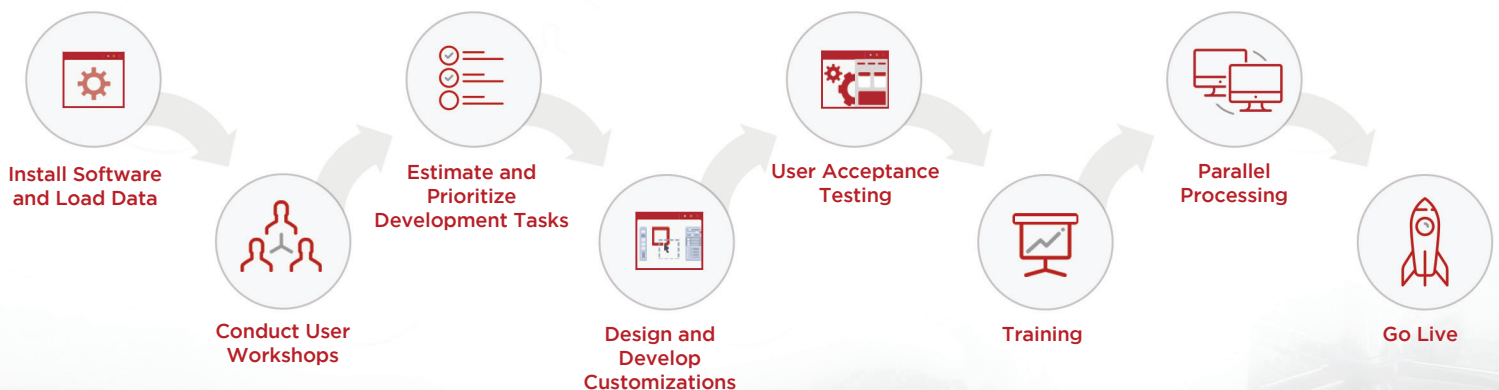 Install Software
and Load Data
Conduct User
Workshops
Estimate and
Prioritize
Development Tasks
Design and
Develop
Customizations
User Acceptance
Testing
Training
Parallel
Processing
Go Live